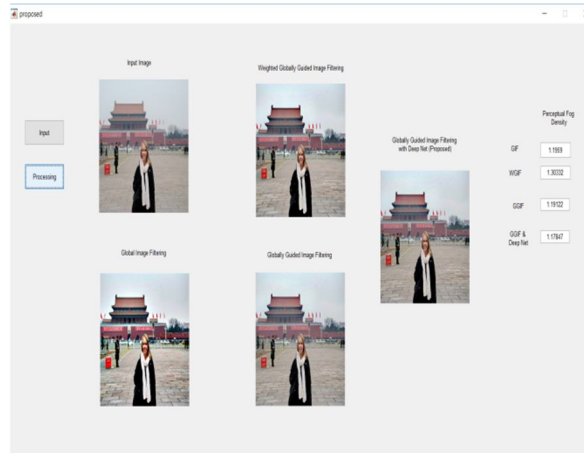 proposed
Input Image
Weighted Globally Guided Image Filtering
Perceptual Fog
Density
Input
Globally Guided Image Filtering
with Deep Net (Proposed)
GIF
1.1959
WGIF
1.30332
Processing
GGIF
1.19122
GGIF &
Deep Net
1.17847
Global Image Filtering
Globally Guided Image Filtering